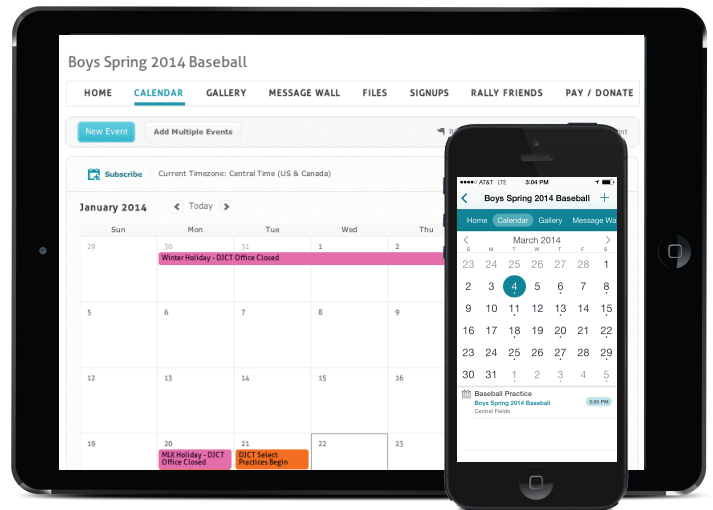 Boys Spring 2014 Baseball
HOME CALENDAR GALLERY MESSAGE WALL FILES SIGNUPS RALLY FRIENDS PAY / DONATE
New Event Add Multiple Events
Subscribe Current Timezone: Central Time (US & Canada)
January 2014 Today
Sun Mon Tue Wed Thu
29 30 31 1 2
Winter Holiday - DJCT Office Closed
5 6 7 8 9
12 13 14 15 16
19 20 21 22 23
MLK Holiday - DJCT
Office Closed
DJCT Select
Practices Begin
AT&T LTE 3:04 PM
Boys Spring 2014 Baseball +
Home Calendar Gallery Message Wa
March 2014
S M T W T F S
23 24 25 26 27 28 1
2 3 4 5 6 7 8
9 10 11 12 13 14 15
16 17 18 19 20 21 22
23 24 25 26 27 28 29
30 31 1 2 3 4 5
Baseball Practice
Boys Spring 2014 Baseball 5:00 PM
Central Fields